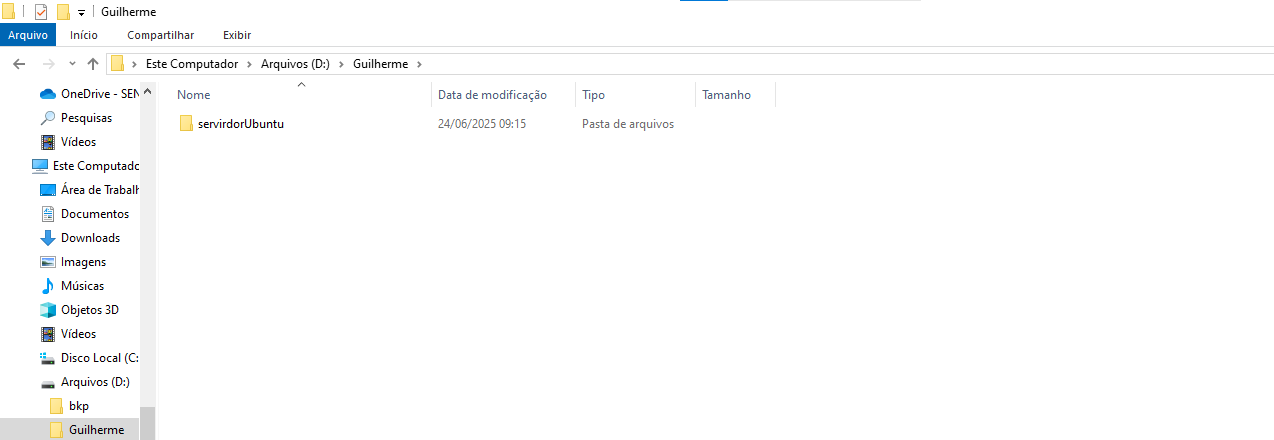 Guilherme
Arquivo Início Compartilhar Exibir
Este Computador Arquivos (D:) Guilherme
OneDrive - SEN
Pesquisas
Vídeos
Este Computado
Área de Trabalh
Documentos
Downloads
Imagens
Músicas
Objetos 3D
Vídeos
Disco Local (C:
Arquivos (D:)
bkp
Guilherme
Nome Data de modificação Tipo Tamanho
servirdorUbuntu 24/06/2025 09:15 Pasta de arquivos